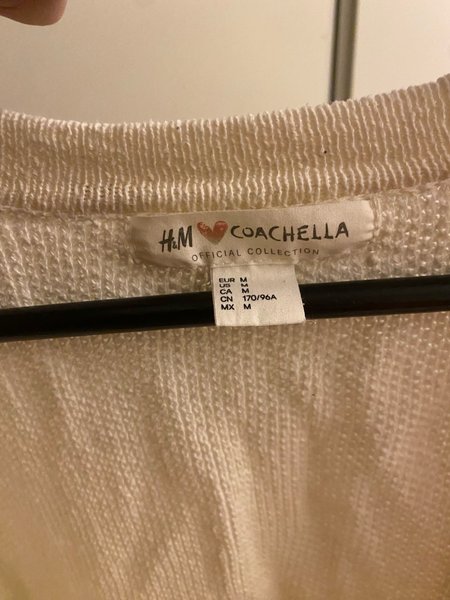 H&M COACHELLA
OFFICIAL COLLECTION
EUR M
US M
CA M
CN 170/96A
MX M